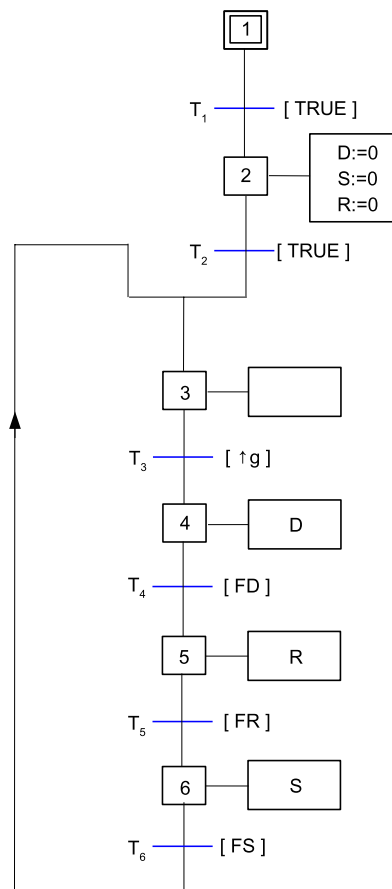 1
T1 [ TRUE ]
2
D:=0
S:=0
R:=0
T2 [ TRUE ]
3
T3 [ ↑g ]
4 D
T4 [ FD ]
5 R
T5 [ FR ]
6 S
T6 [ FS ]